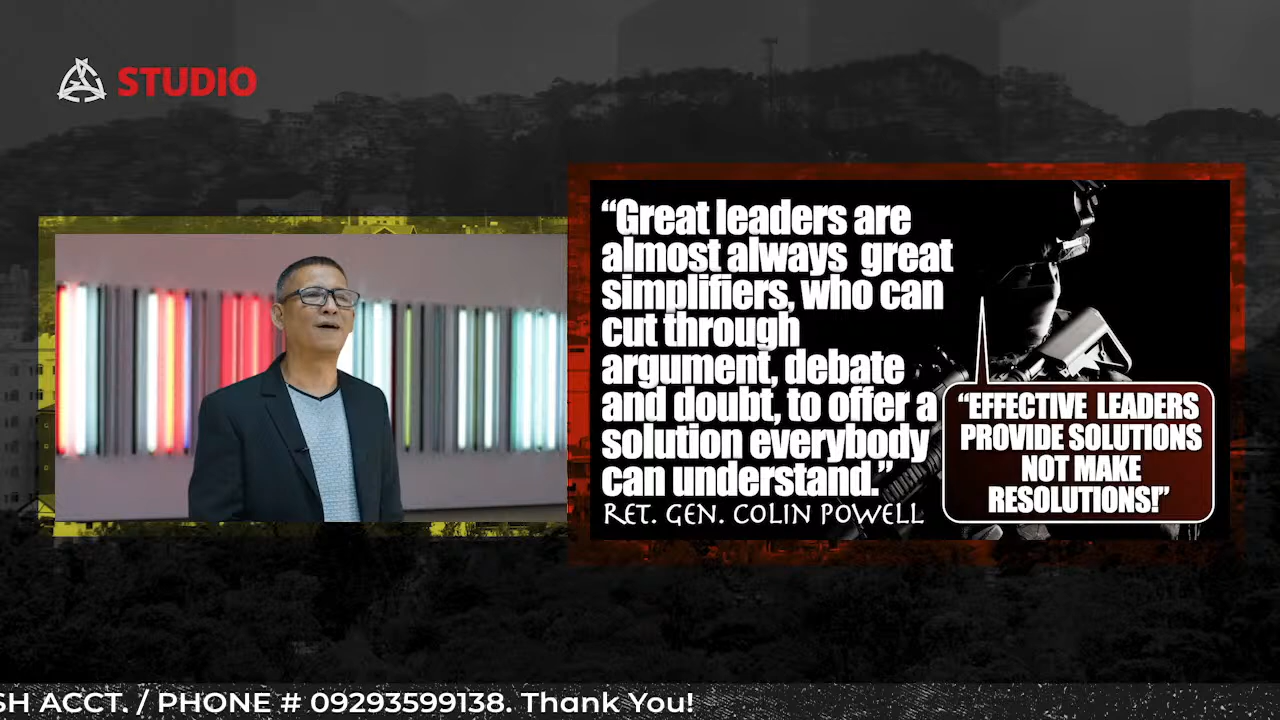 STUDIO
“Great leaders are
almost always great
simplifiers, who can
cut through
argument, debate
and doubt, to offer a
solution everybody
can understand.”
RET. GEN. COLIN POWELL
“EFFECTIVE LEADERS
PROVIDE SOLUTIONS
NOT MAKE
RESOLUTIONS!”
SH ACCT. / PHONE # 09293599138. Thank You!